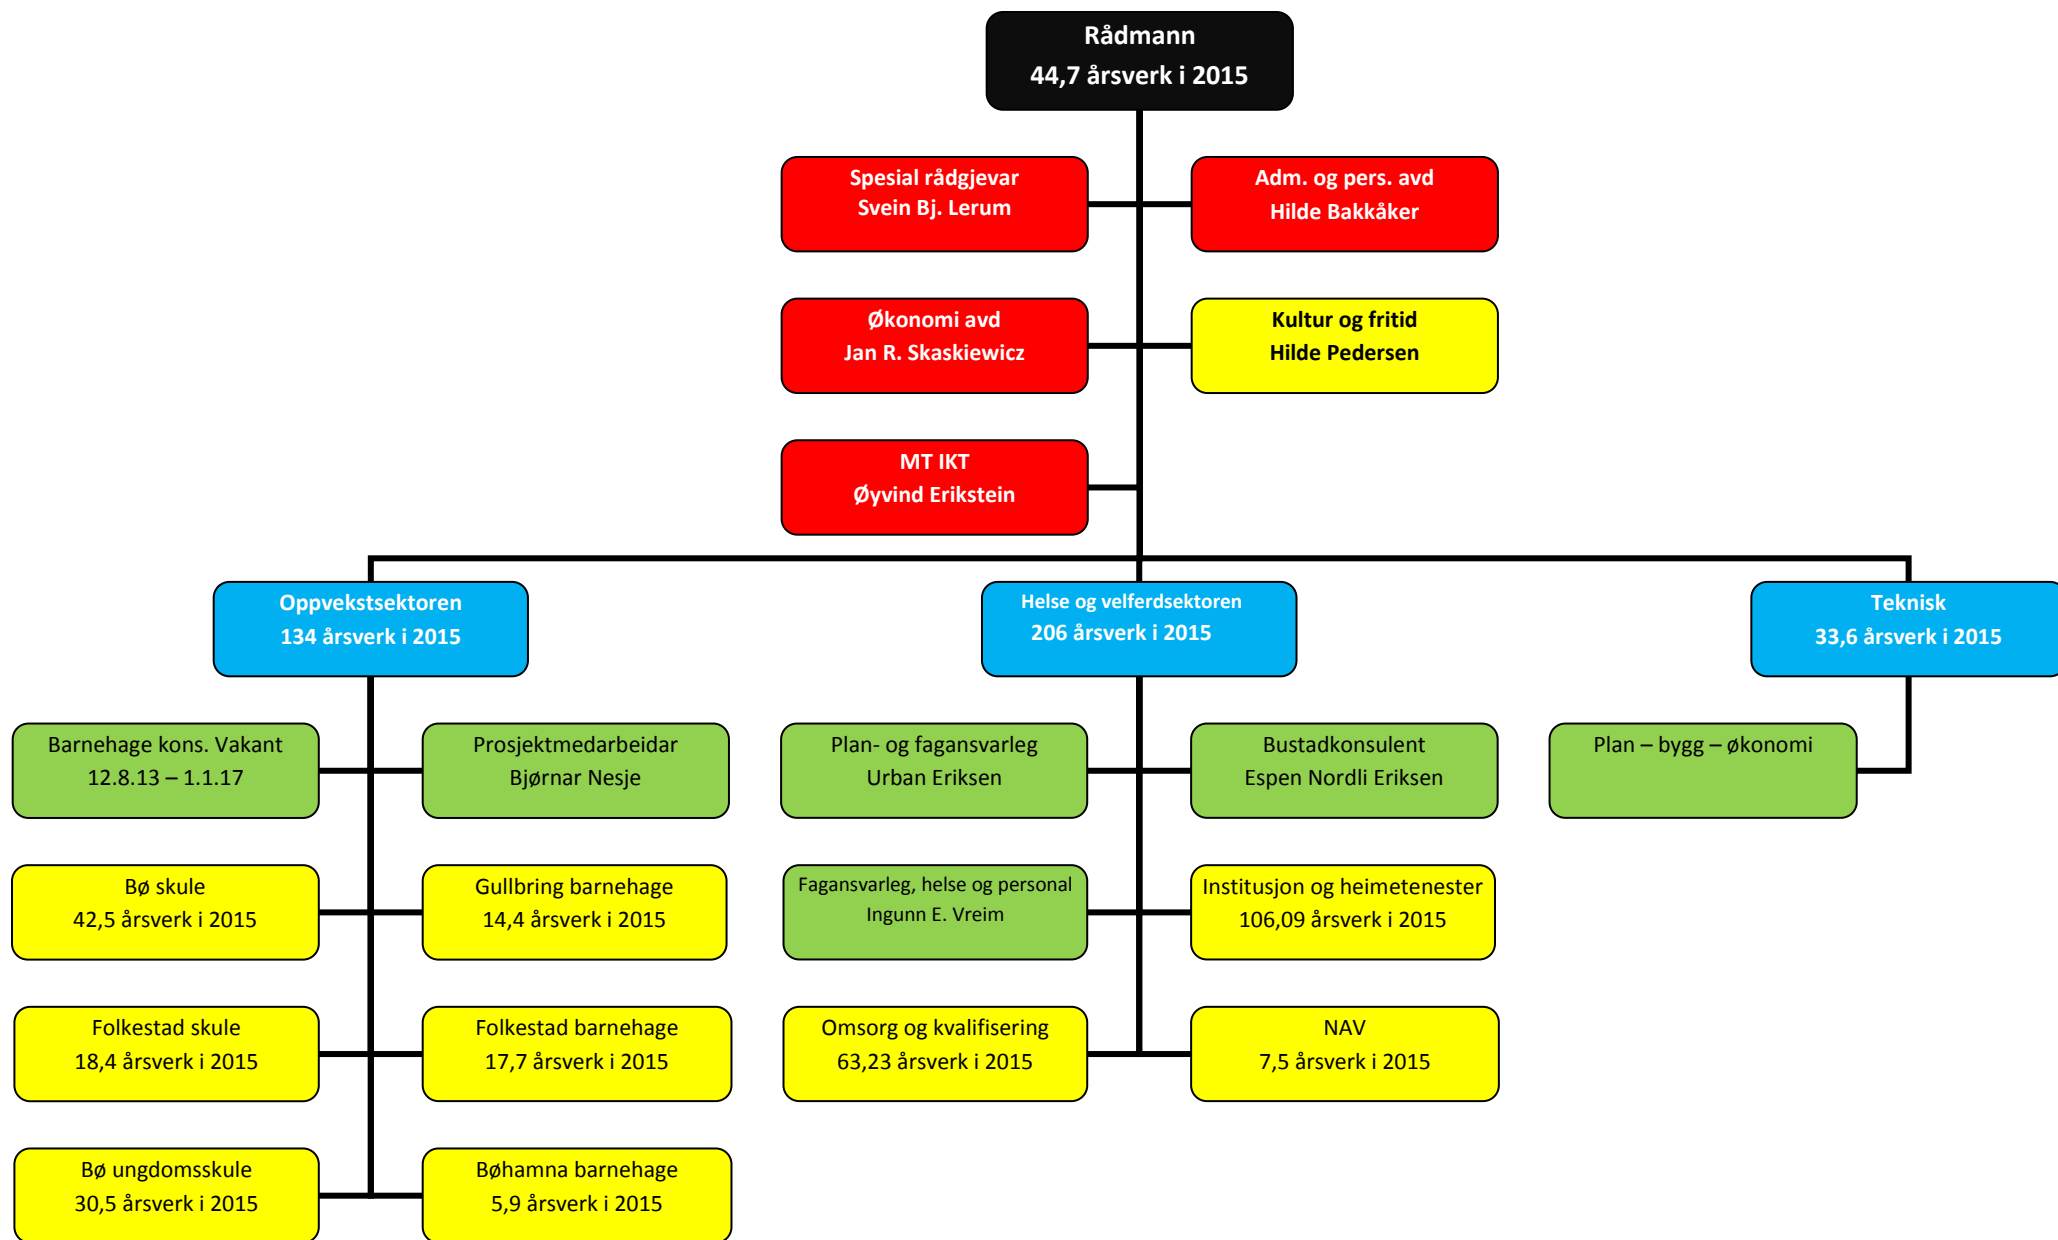 Rådmann
44,7 årsverk i 2015
Spesial rådgjevar
Svein Bj. Lerum
Adm. og pers. avd
Hilde Bakkåker
Økonomi avd
Jan R. Skaskiewicz
Kultur og fritid
Hilde Pedersen
MT IKT
Øyvind Erikstein
Oppvekstsektoren
134 årsverk i 2015
Helse og velferdsektoren
206 årsverk i 2015
Teknisk
33,6 årsverk i 2015
Barnehage kons. Vakant
12.8.13 – 1.1.17
Prosjektmedarbeidar
Bjørnar Nesje
Plan- og fagansvarleg
Urban Eriksen
Bustadkonsulent
Espen Nordli Eriksen
Plan – bygg – økonomi
Bø skule
42,5 årsverk i 2015
Gullbring barnehage
14,4 årsverk i 2015
Fagansvarleg, helse og personal
Ingunn E. Vreim
Institusjon og heimetenester
106,09 årsverk i 2015
Folkestad skule
18,4 årsverk i 2015
Folkestad barnehage
17,7 årsverk i 2015
Omsorg og kvalifisering
63,23 årsverk i 2015
NAV
7,5 årsverk i 2015
Bø ungdomsskule
30,5 årsverk i 2015
Bøhamna barnehage
5,9 årsverk i 2015